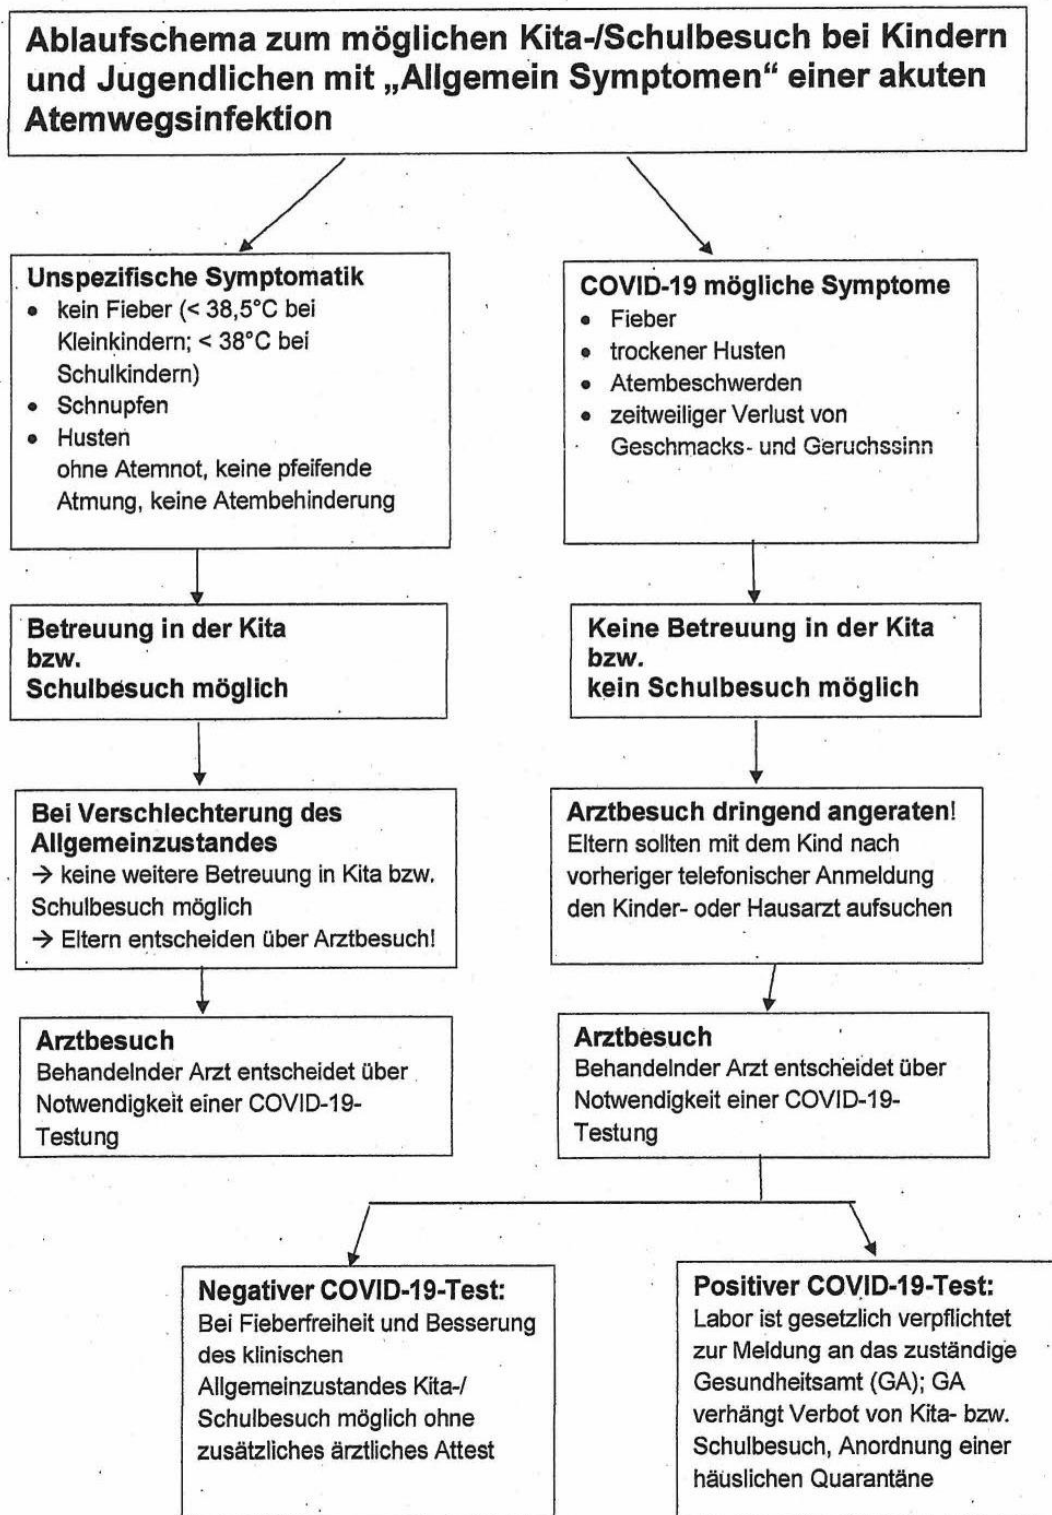 Ablaufschema zum möglichen Kita-/Schulbesuch bei Kindern
und Jugendlichen mit „Allgemein Symptomen“ einer akuten
Atemwegsinfektion
Unspezifische Symptomatik
• kein Fieber (< 38,5°C bei
Kleinkindern; < 38°C bei
Schulkindern)
• Schnupfen
• Husten
ohne Atemnot, keine pfeifende
Atmung, keine Atembehinderung
COVID-19 mögliche Symptome
• Fieber
• trockener Husten
• Atembeschwerden
• zeitweiliger Verlust von
Geschmacks- und Geruchssinn
Betreuung in der Kita
bzw.
Schulbesuch möglich
Keine Betreuung in der Kita
bzw.
kein Schulbesuch möglich
Bei Verschlechterung des
Allgemeinzustandes
→ keine weitere Betreuung in Kita bzw.
Schulbesuch möglich
→ Eltern entscheiden über Arztbesuch!
Arztbesuch dringend angeraten!
Eltern sollten mit dem Kind nach
vorheriger telefonischer Anmeldung
den Kinder- oder Hausarzt aufsuchen
Arztbesuch
Behandelnder Arzt entscheidet über
Notwendigkeit einer COVID-19-
Testung
Arztbesuch
Behandelnder Arzt entscheidet über
Notwendigkeit einer COVID-19-
Testung
Negativer COVID-19-Test:
Bei Fieberfreiheit und Besserung
des klinischen
Allgemeinzustandes Kita-/
Schulbesuch möglich ohne
zusätzliches ärztliches Attest
Positiver COVID-19-Test:
Labor ist gesetzlich verpflichtet
zur Meldung an das zuständige
Gesundheitsamt (GA); GA
verhängt Verbot von Kita- bzw.
Schulbesuch, Anordnung einer
häuslichen Quarantäne